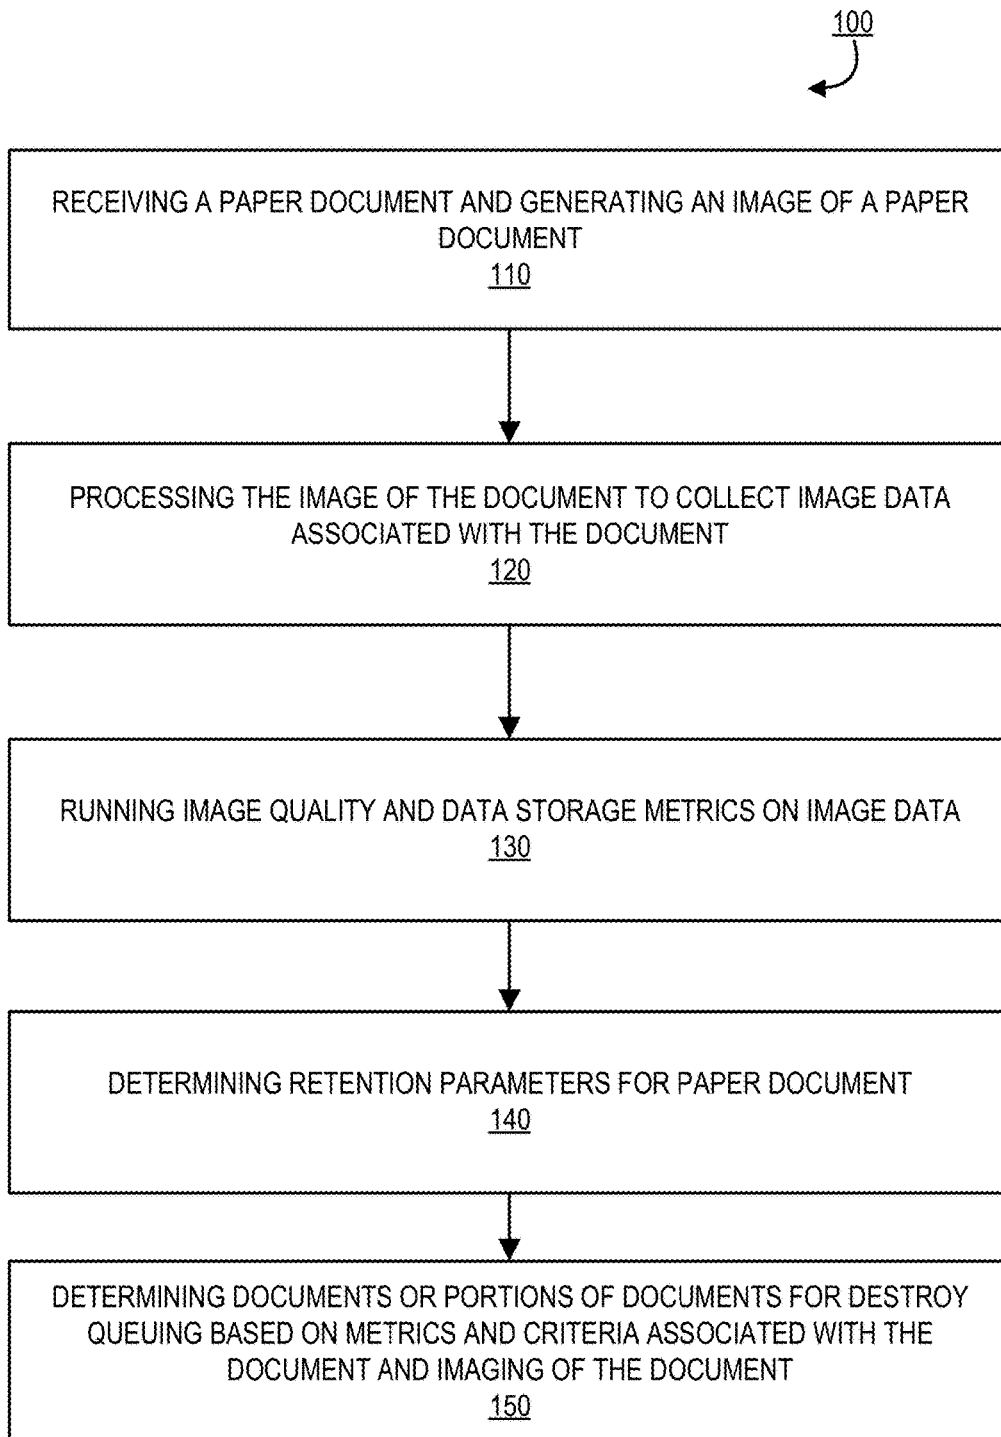 100
RECEIVING A PAPER DOCUMENT AND GENERATING AN IMAGE OF A PAPER
DOCUMENT
110
PROCESSING THE IMAGE OF THE DOCUMENT TO COLLECT IMAGE DATA
ASSOCIATED WITH THE DOCUMENT
120
RUNNING IMAGE QUALITY AND DATA STORAGE METRICS ON IMAGE DATA
130
DETERMINING RETENTION PARAMETERS FOR PAPER DOCUMENT
140
DETERMINING DOCUMENTS OR PORTIONS OF DOCUMENTS FOR DESTROY
QUEUING BASED ON METRICS AND CRITERIA ASSOCIATED WITH THE
DOCUMENT AND IMAGING OF THE DOCUMENT
150